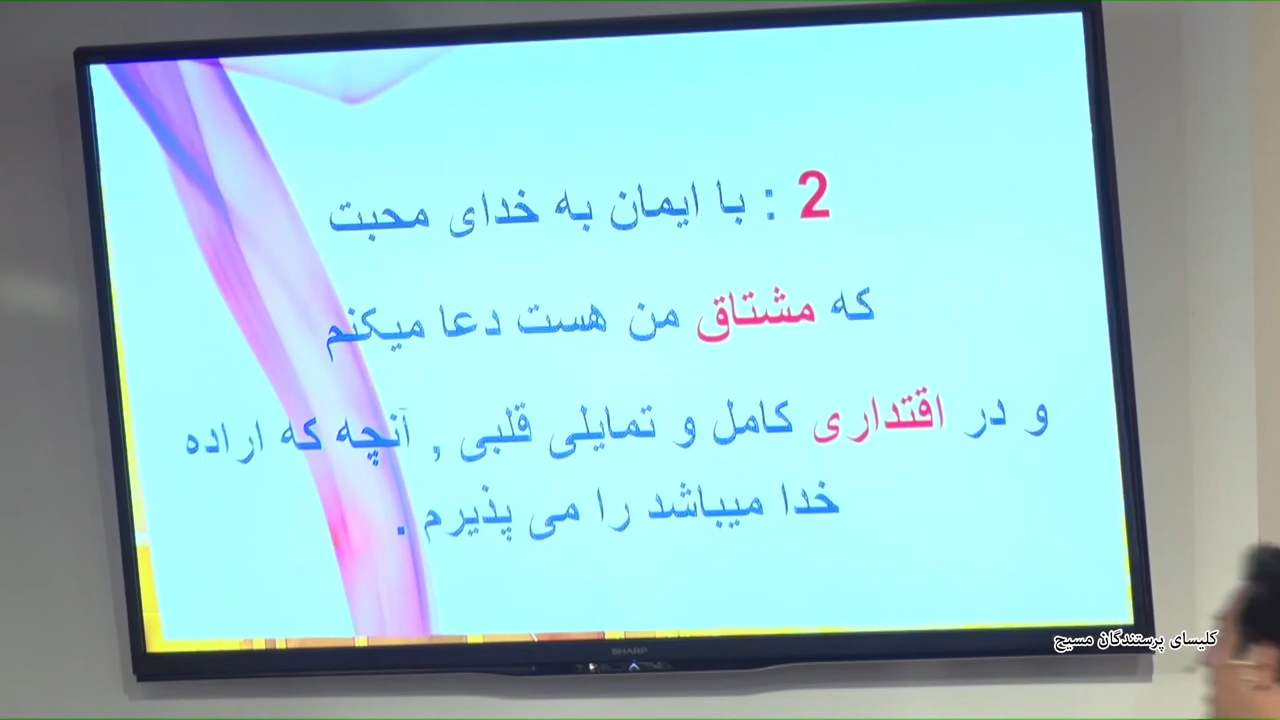 2 : با ایمان به خدای محبت
که مشتاق من هست دعا میکنم
و در اقتداری کامل و تمایلی قلبی , آنچه که اراده
خدا میباشد را می پذیرم .
SHARP
کلیسای پرستندگان مسیح